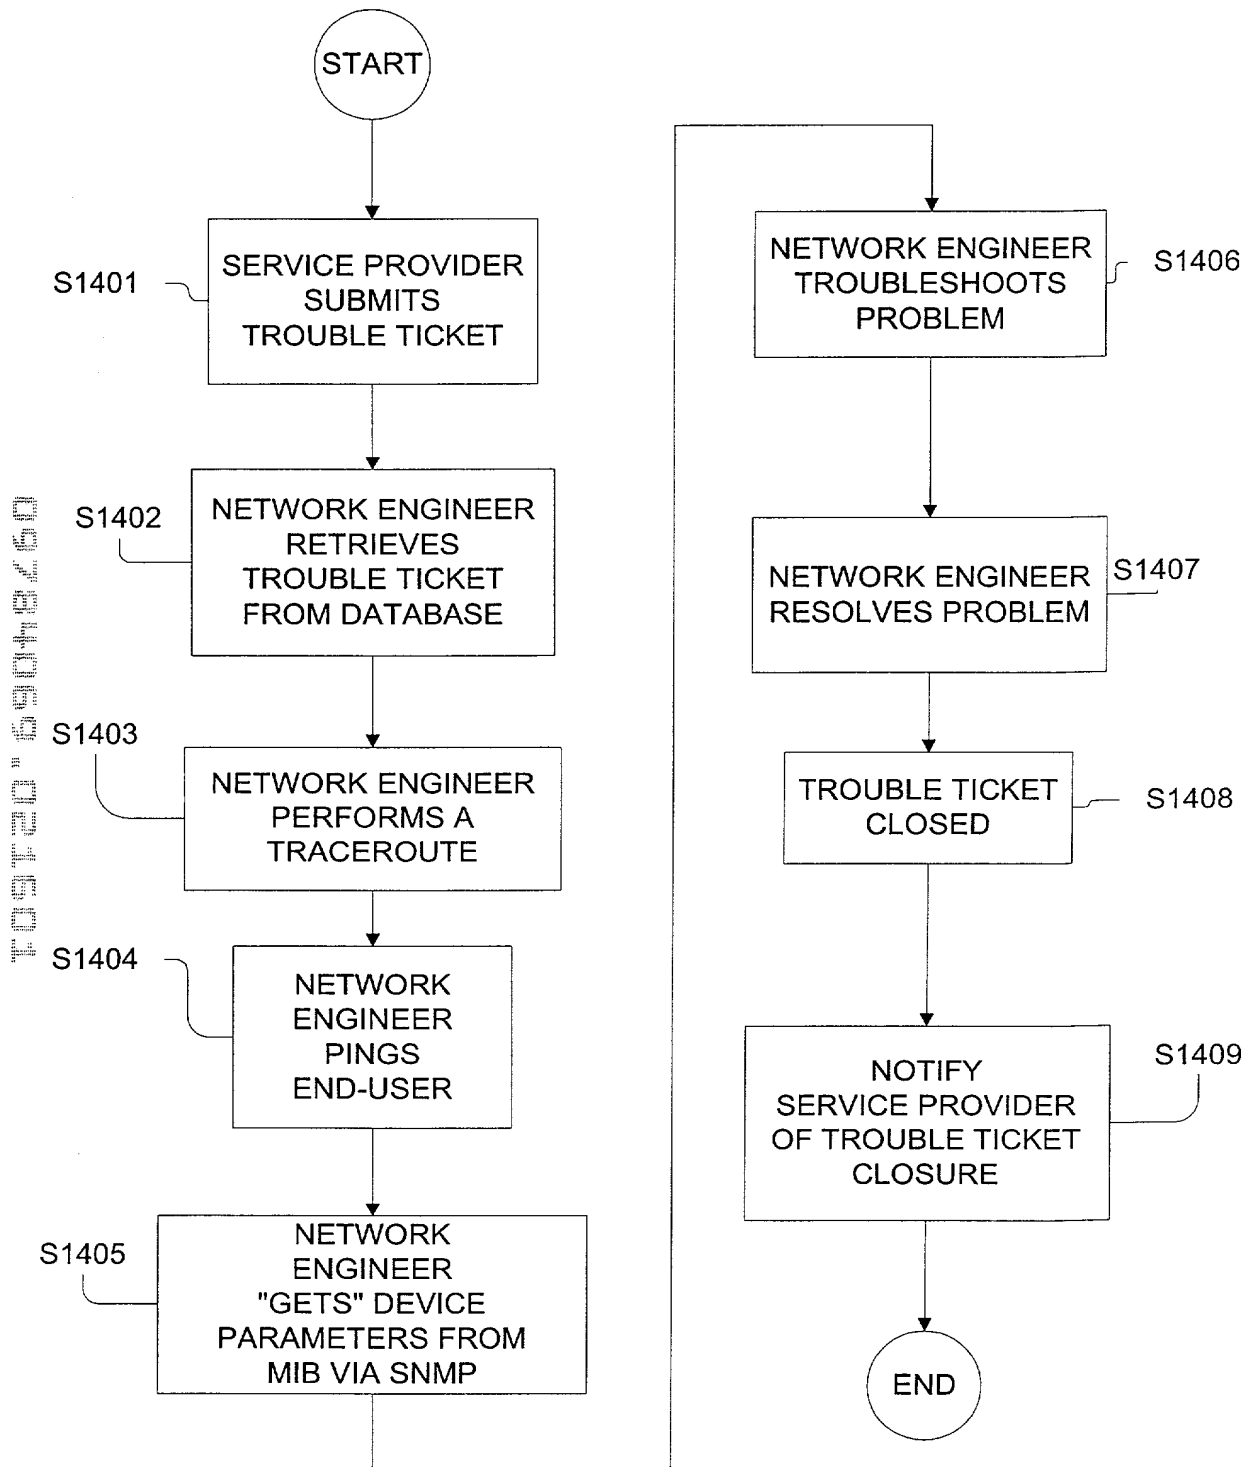 START
S1401
SERVICE PROVIDER
SUBMITS
TROUBLE TICKET
S1402
NETWORK ENGINEER
RETRIEVES
TROUBLE TICKET
FROM DATABASE
S1403
NETWORK ENGINEER
PERFORMS A
TRACEROUTE
S1404
NETWORK
ENGINEER
PINGS
END-USER
S1405
NETWORK
ENGINEER
"GETS" DEVICE
PARAMETERS FROM
MIB VIA SNMP
NETWORK ENGINEER
TROUBLESHOOTS
PROBLEM
S1406
NETWORK ENGINEER
RESOLVES PROBLEM
S1407
TROUBLE TICKET
CLOSED
S1408
NOTIFY
SERVICE PROVIDER
OF TROUBLE TICKET
CLOSURE
S1409
END